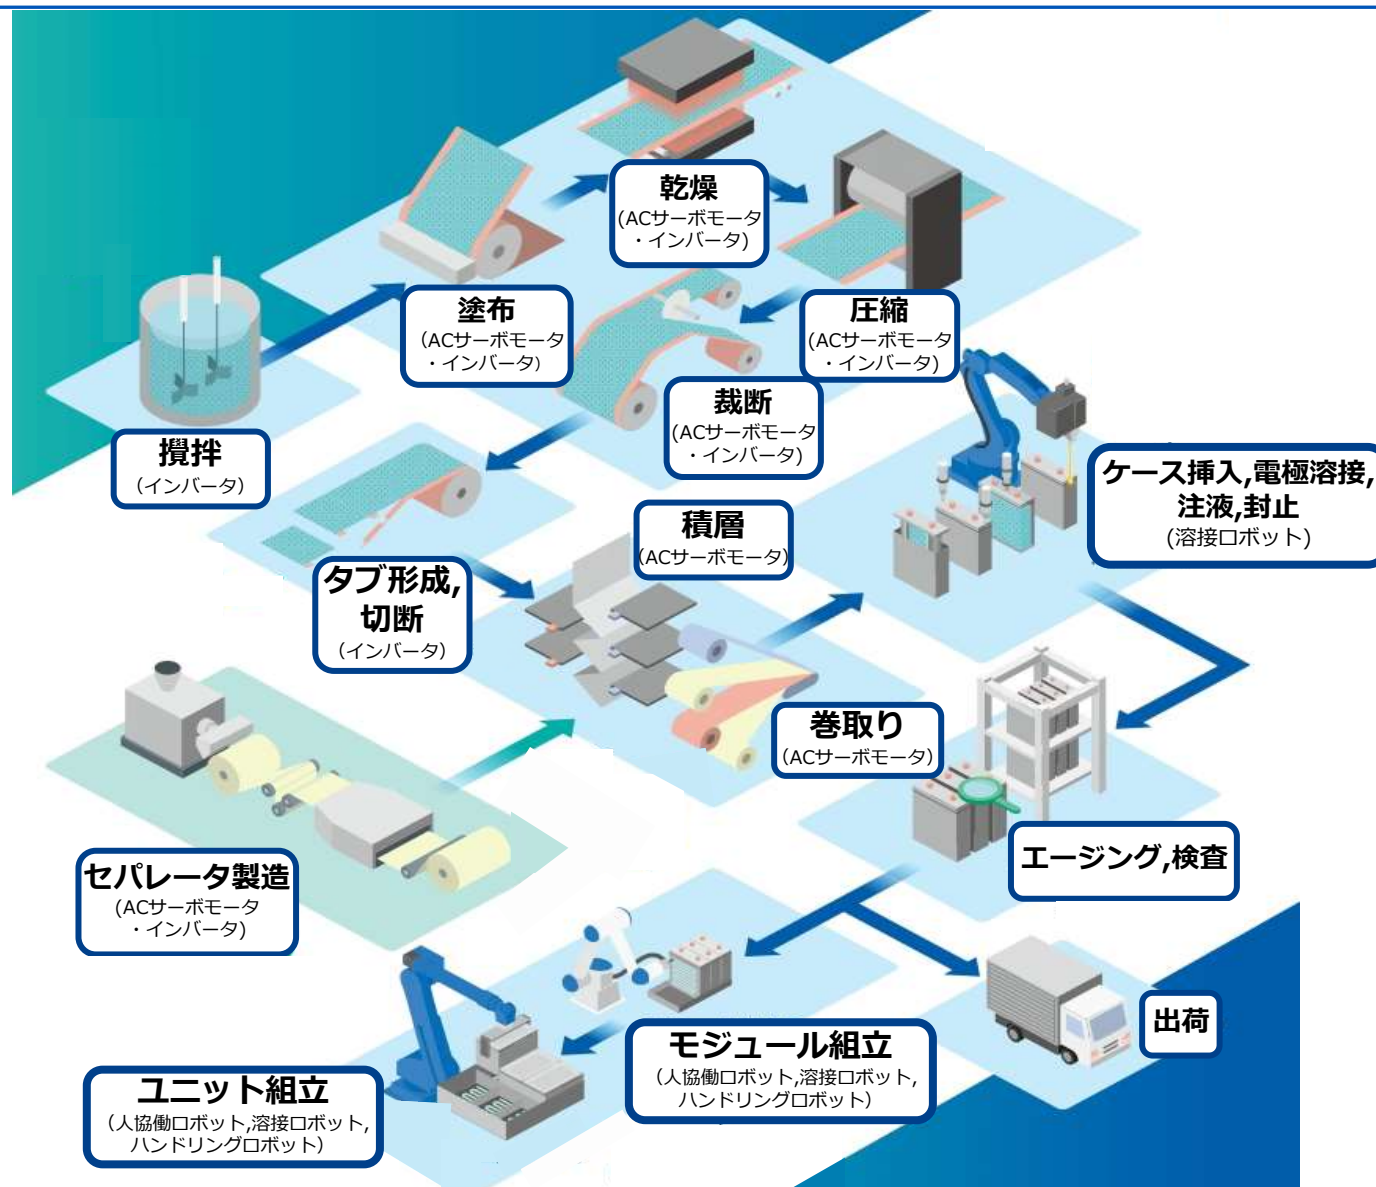 乾燥
(ACサーボモータ
・インバータ)
塗布
(ACサーボモータ
・インバータ)
圧縮
(ACサーボモータ
・インバータ)
裁断
(ACサーボモータ
・インバータ)
攪拌
(インバータ)
ケース挿入,電極溶接,
注液,封止
(溶接ロボット)
積層
(ACサーボモータ)
タブ形成,
切断
(インバータ)
巻取り
(ACサーボモータ)
エージング,検査
セパレータ製造
(ACサーボモータ
・インバータ)
出荷
モジュール組立
(人協働ロボット,溶接ロボット,
ハンドリングロボット)
ユニット組立
(人協働ロボット,溶接ロボット,
ハンドリングロボット)